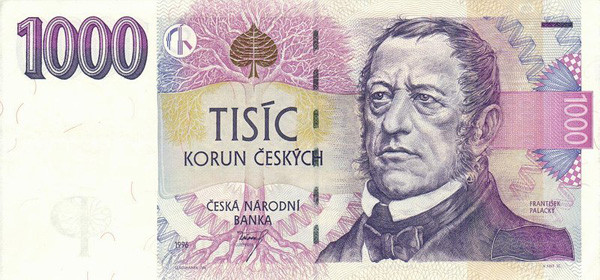 1000
TISÍC
KORUN ČESKÝCH
ČESKÁ NÁRODNÍ
BANKA
1996
FRANTIŠEK
PALACKÝ
1000